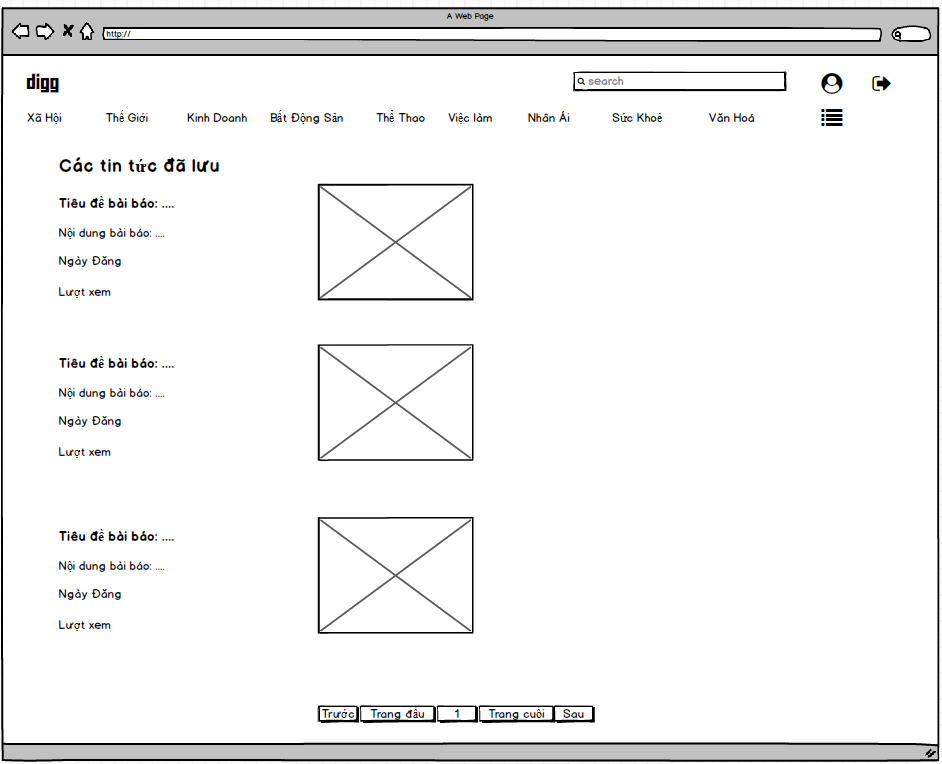 A Web Page
http://
digg
search
Xã Hội Thế Giới Kinh Doanh Bất Động Sản Thể Thao Việc làm Nhân Ái Sức Khoẻ Văn Hoá
Các tin tức đã lưu
Tiêu đề bài báo: ....
Nội dung bài báo: ....
Ngày Đăng
Lượt xem
Tiêu đề bài báo: ....
Nội dung bài báo: ....
Ngày Đăng
Lượt xem
Tiêu đề bài báo: ....
Nội dung bài báo: ....
Ngày Đăng
Lượt xem
Trước Trang đầu 1 Trang cuối Sau